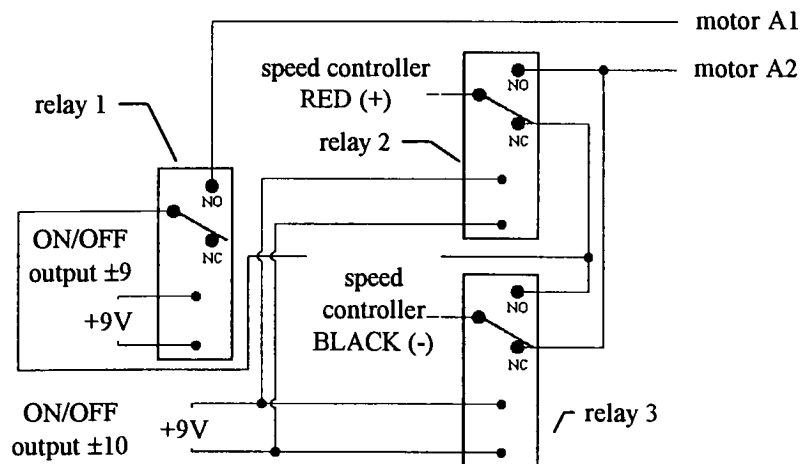 motor A1
motor A2
speed controller
RED (+)
NO
NC
relay 1
relay 2
NO
NC
ON/OFF
output ±9
+9V
speed
controller
BLACK (-)
NO
NC
ON/OFF
output ±10
+9V
relay 3